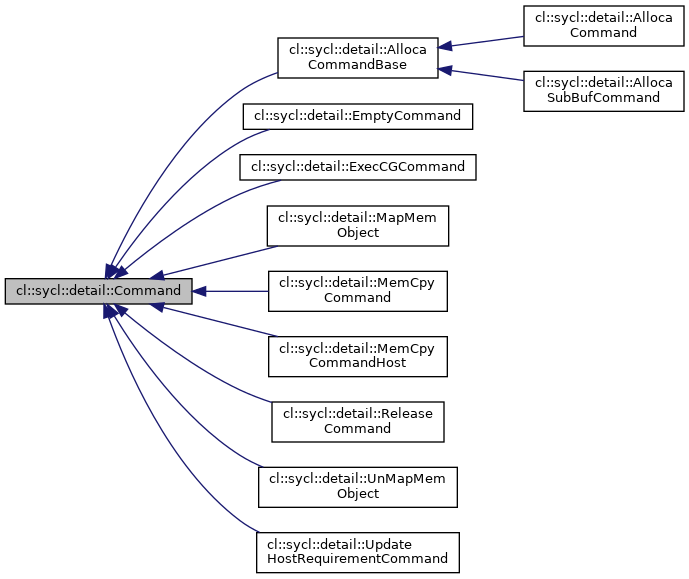 cl::sycl::detail::Alloca
Command
cl::sycl::detail::Alloca
CommandBase
cl::sycl::detail::Alloca
SubBufCommand
cl::sycl::detail::EmptyCommand
cl::sycl::detail::ExecCGCommand
cl::sycl::detail::MapMem
Object
cl::sycl::detail::Command
cl::sycl::detail::MemCpy
Command
cl::sycl::detail::MemCpy
CommandHost
cl::sycl::detail::Release
Command
cl::sycl::detail::UnMapMem
Object
cl::sycl::detail::Update
HostRequirementCommand